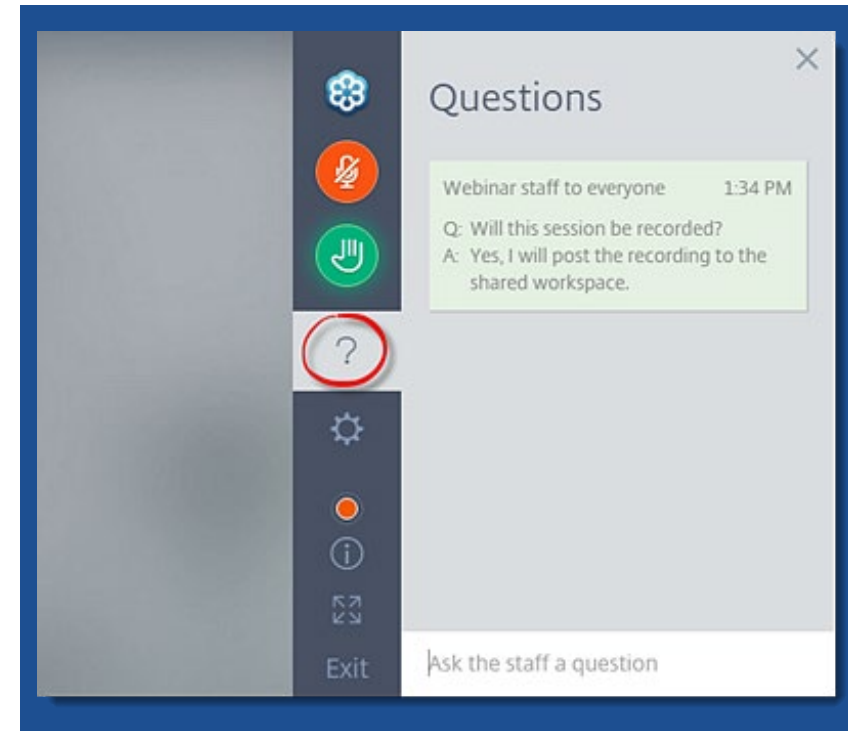 Questions
Webinar staff to everyone 1:34 PM
Q: Will this session be recorded?
A: Yes, I will post the recording to the
shared workspace.
?
Exit
Ask the staff a question